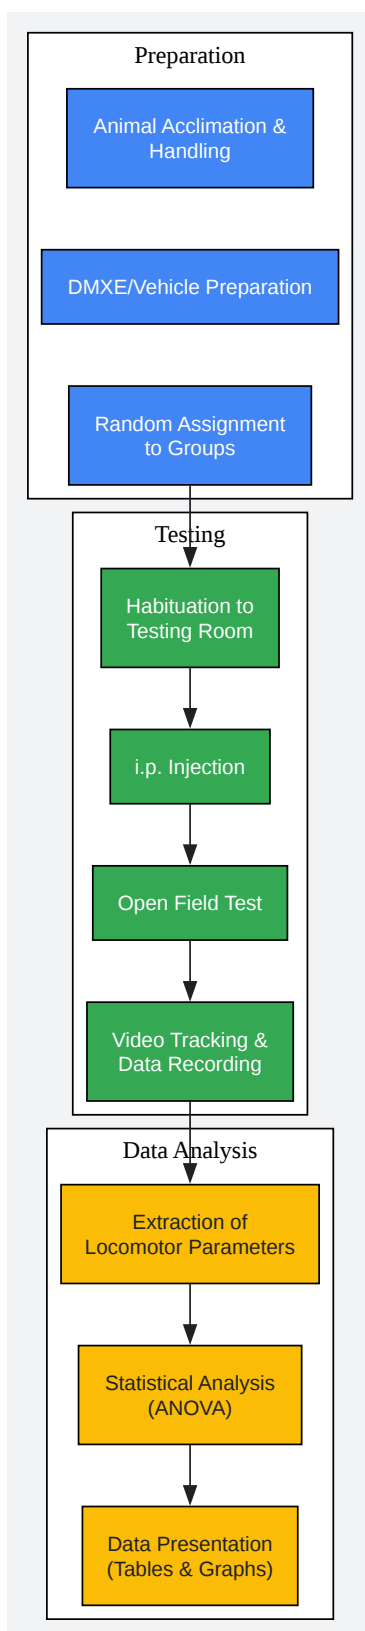 Preparation
Animal Acclimation &
Handling
DMXE/Vehicle Preparation
Random Assignment
to Groups
Testing
Habituation to
Testing Room
i.p. Injection
Open Field Test
Video Tracking &
Data Recording
Data Analysis
Extraction of
Locomotor Parameters
Statistical Analysis
(ANOVA)
Data Presentation
(Tables & Graphs)